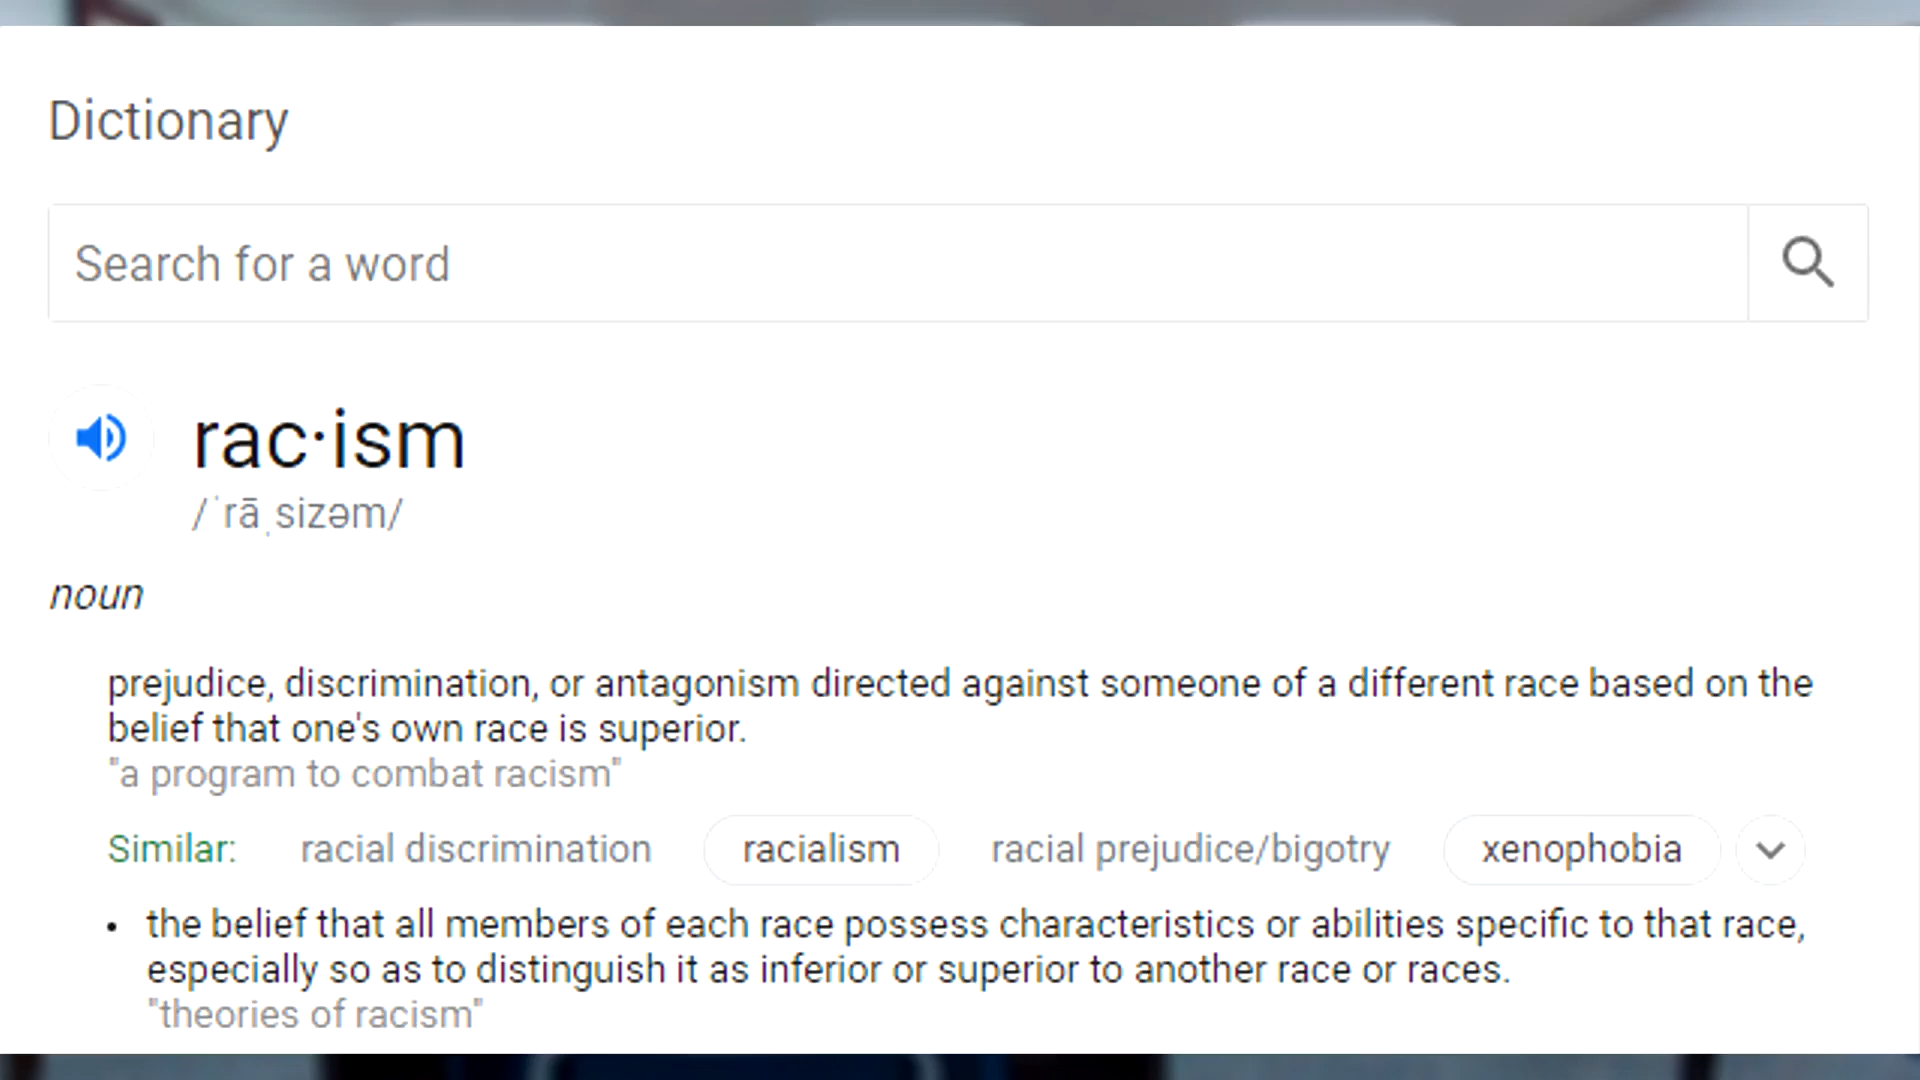 Dictionary
Search for a word
rac·ism
/ˈrāˌsizəm/
noun
prejudice, discrimination, or antagonism directed against someone of a different race based on the
belief that one's own race is superior.
"a program to combat racism"
Similar: racial discrimination racialism racial prejudice/bigotry xenophobia
• the belief that all members of each race possess characteristics or abilities specific to that race,
especially so as to distinguish it as inferior or superior to another race or races.
"theories of racism"